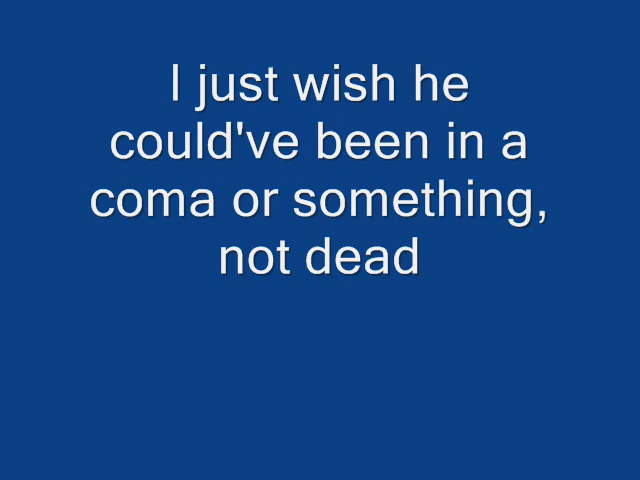 I just wish he
could've been in a
coma or something,
not dead